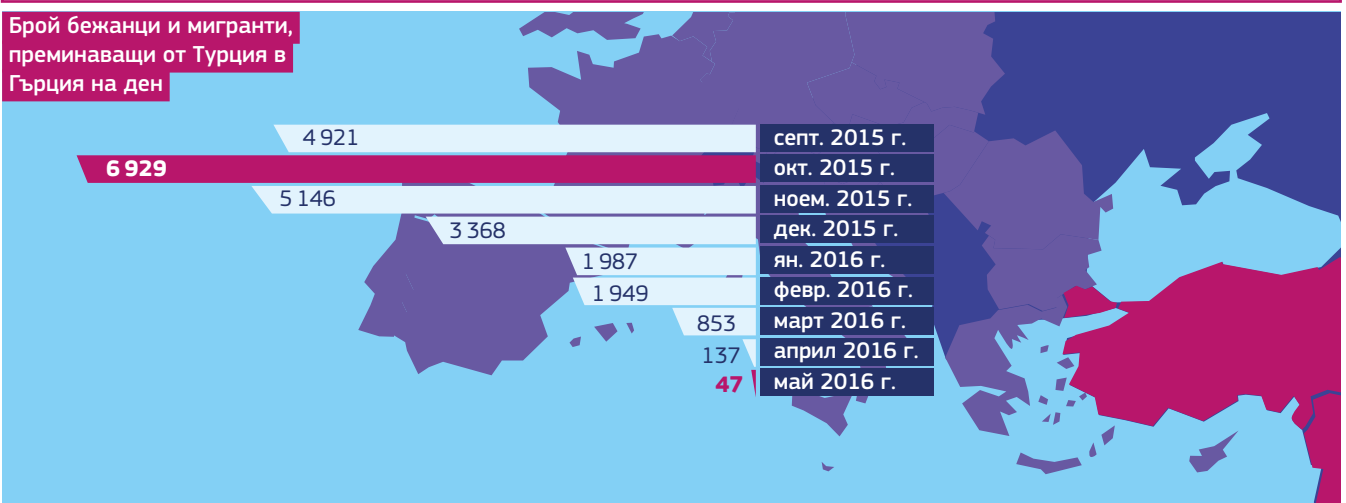 Брой бежанци и мигранти,
преминаващи от Турция в
Гърция на ден
4 921 септ. 2015 г.
6 929 окт. 2015 г.
5 146 ноем. 2015 г.
3 368 дек. 2015 г.
1 987 ян. 2016 г.
1 949 февр. 2016 г.
853 март 2016 г.
137 април 2016 г.
47 май 2016 г.